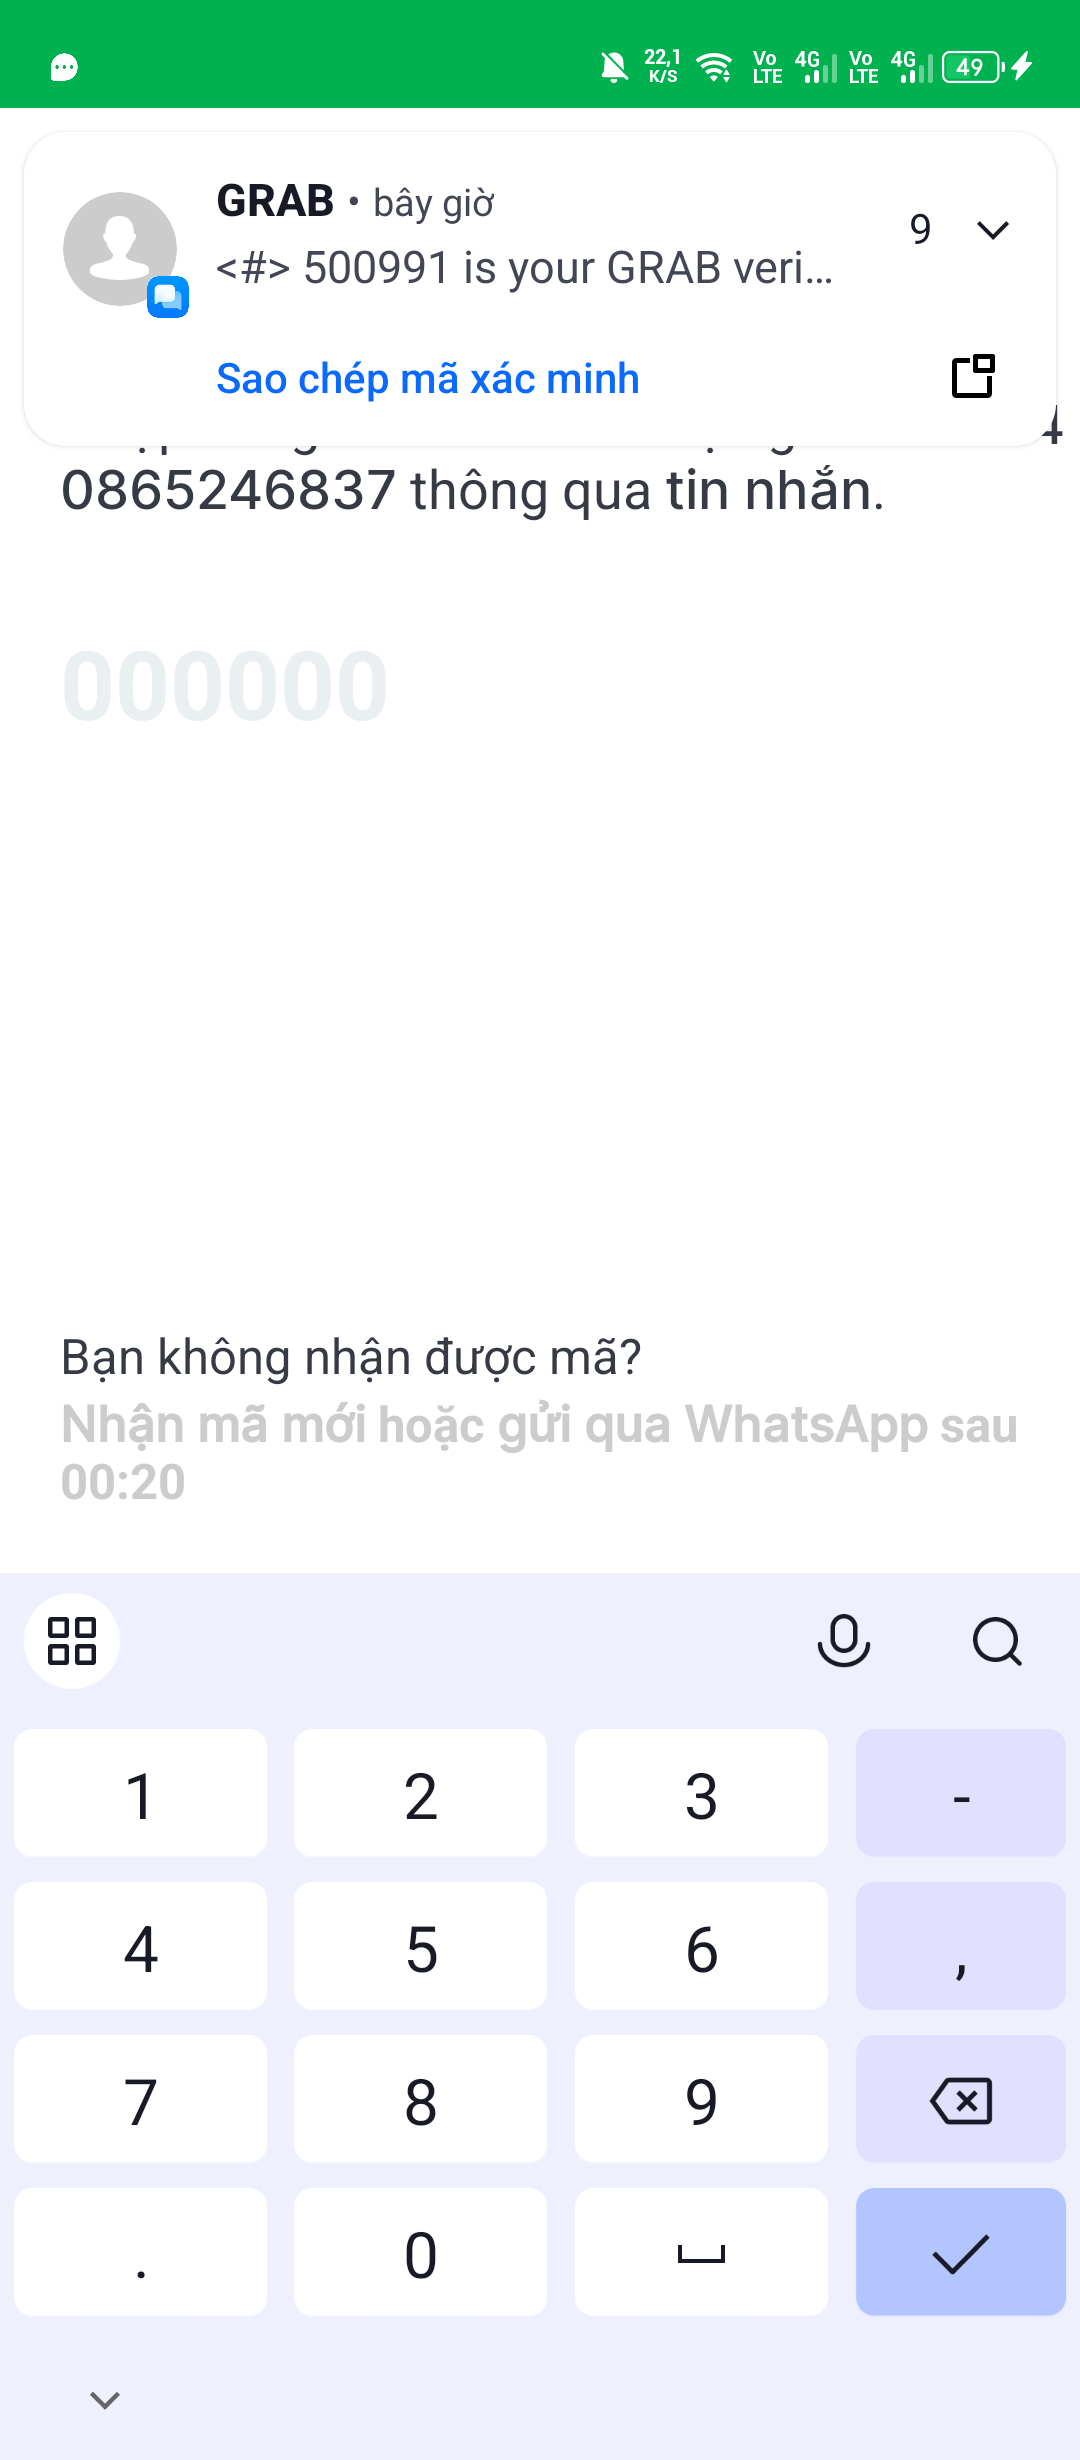 22,1
K/S
Vo
LTE
4G
Vo
LTE
4G
49
GRAB • bây giờ
9
<#> 500991 is your GRAB veri...
Sao chép mã xác minh
0865246837 thông qua tin nhắn.
000000
Bạn không nhận được mã?
Nhận mã mới hoặc gửi qua WhatsApp sau
00:20
1 2 3 -
4 5 6 ,
7 8 9
. 0